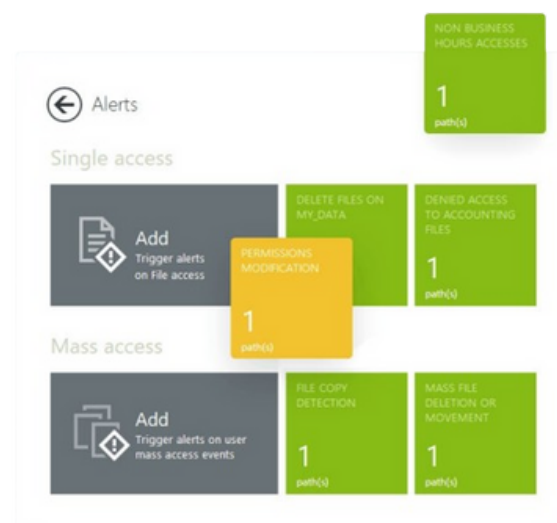 NON BUSINESS
HOURS ACCESSES
1
path(s)
Alerts
Single access
Add
Trigger alerts
on File access
DELETE FILES ON
MY_DATA
DENIED ACCESS
TO ACCOUNTING
FILES
1
path(s)
PERMISSIONS
MODIFICATION
1
path(s)
Mass access
Add
Trigger alerts on user
mass access events
FILE COPY
DETECTION
1
path(s)
MASS FILE
DELETION OR
MOVEMENT
1
path(s)